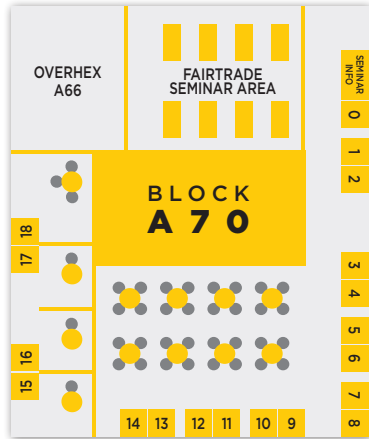 OVERHEX
A66
FAIRTRADE
SEMINAR AREA
SEMINAR
INFO
0
1
2
BLOCK
A 70
18
17
3
4
5
6
16
15
7
8
14
13
12
11
10
9